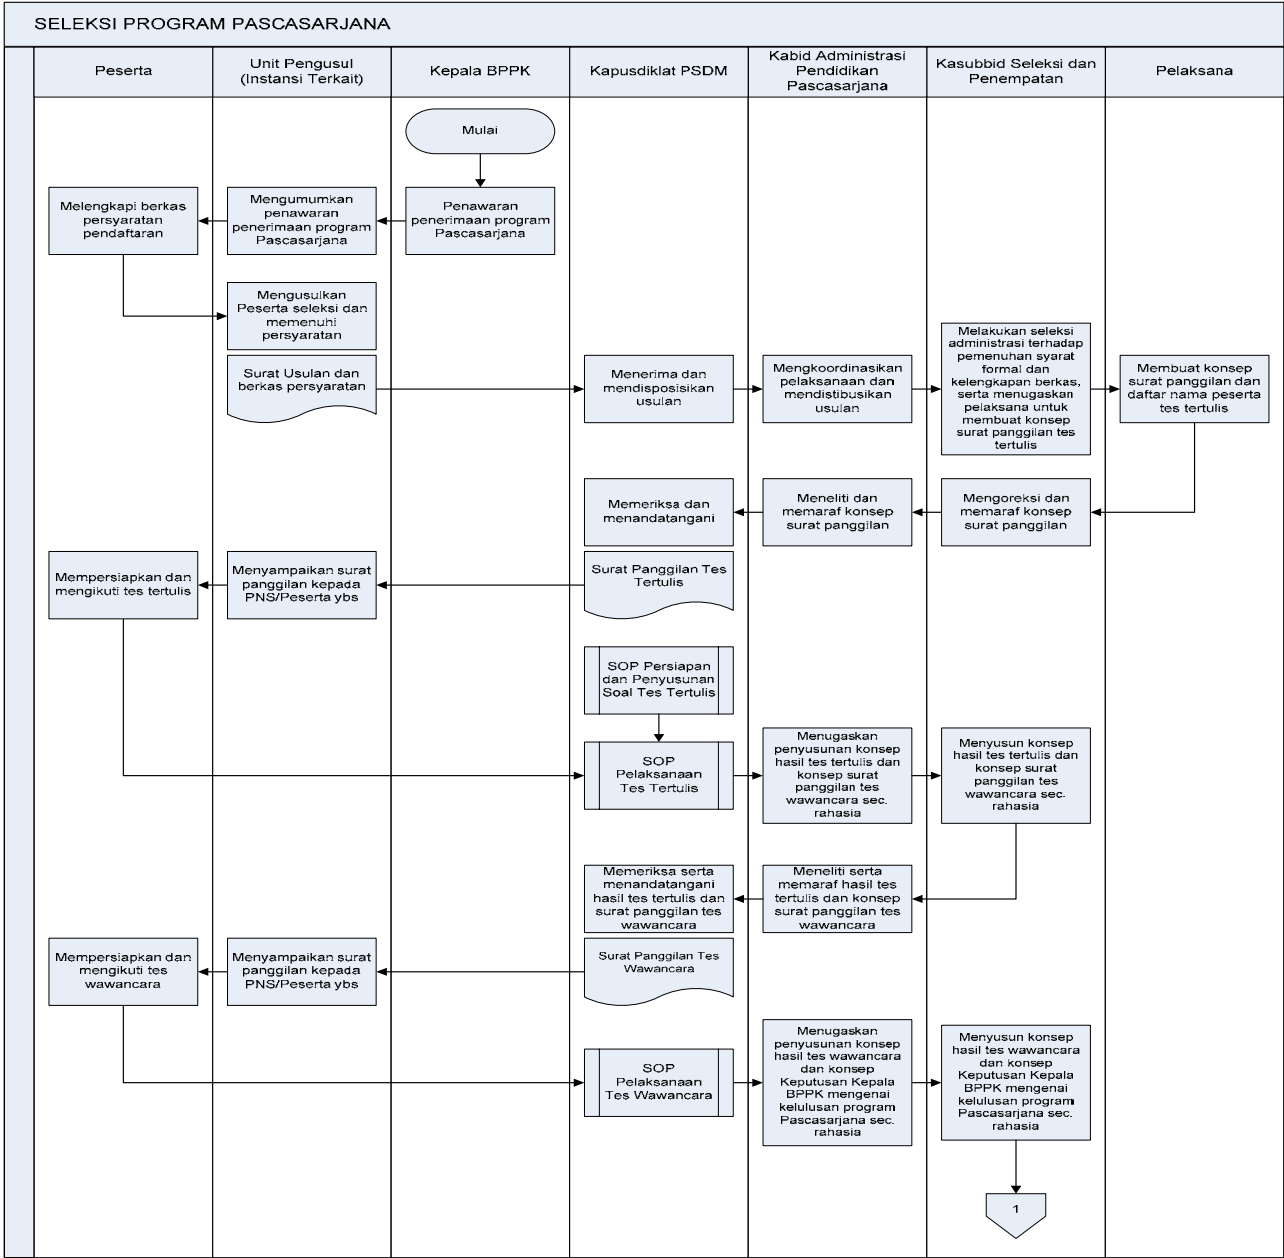 SELEKSI PROGRAM PASCASARJANA
Peserta
Unit Pengusul
(Instansi Terkait)
Kepala BPPK
Kapusdiklat PSDM
Kabid Administrasi
Pendidikan
Pascasarjana
Kasubbid Seleksi dan
Penempatan
Pelaksana
Mulai
Melengkapi berkas
persyaratan
pendaftaran
Mengumumkan
penawaran
penerimaan program
Pascasarjana
Penawaran
penerimaan program
Pascasarjana
Mengusulkan
Peserta seleksi dan
memenuhi
persyaratan
Surat Usulan dan
berkas persyaratan
Menerima dan
mendisposisikan
usulan
Mengkoordinasikan
pelaksanaan dan
mendistibusikan
usulan
Melakukan seleksi
administrasi terhadap
pemenuhan syarat
formal dan
kelengkapan berkas,
serta menugaskan
pelaksana untuk
membuat konsep
surat panggilan tes
tertulis
Membuat konsep
surat panggilan dan
daftar nama peserta
tes tertulis
Memeriksa dan
menandatangani
Meneliti dan
memaraf konsep
surat panggilan
Mengoreksi dan
memaraf konsep
surat panggilan
Mempersiapkan dan
mengikuti tes tertulis
Menyampaikan surat
panggilan kepada
PNS/Peserta ybs
Surat Panggilan Tes
Tertulis
SOP Persiapan
dan Penyusunan
Soal Tes Tertulis
SOP
Pelaksanaan
Tes Tertulis
Menugaskan
penyusunan konsep
hasil tes tertulis dan
konsep surat
panggilan tes
wawancara sec.
rahasia
Menyusun konsep
hasil tes tertulis dan
konsep surat
panggilan tes
wawancara sec.
rahasia
Memeriksa serta
menandatangani
hasil tes tertulis dan
surat panggilan tes
wawancara
Meneliti serta
memaraf hasil tes
tertulis dan konsep
surat panggilan tes
wawancara
Mempersiapkan dan
mengikuti tes
wawancara
Menyampaikan surat
panggilan kepada
PNS/Peserta ybs
Surat Panggilan Tes
Wawancara
SOP
Pelaksanaan
Tes Wawancara
Menugaskan
penyusunan konsep
hasil tes wawancara
dan konsep
Keputusan Kepala
BPPK mengenai
kelulusan program
Pascasarjana sec.
rahasia
Menyusun konsep
hasil tes wawancara
dan konsep
Keputusan Kepala
BPPK mengenai
kelulusan program
Pascasarjana sec.
rahasia
1